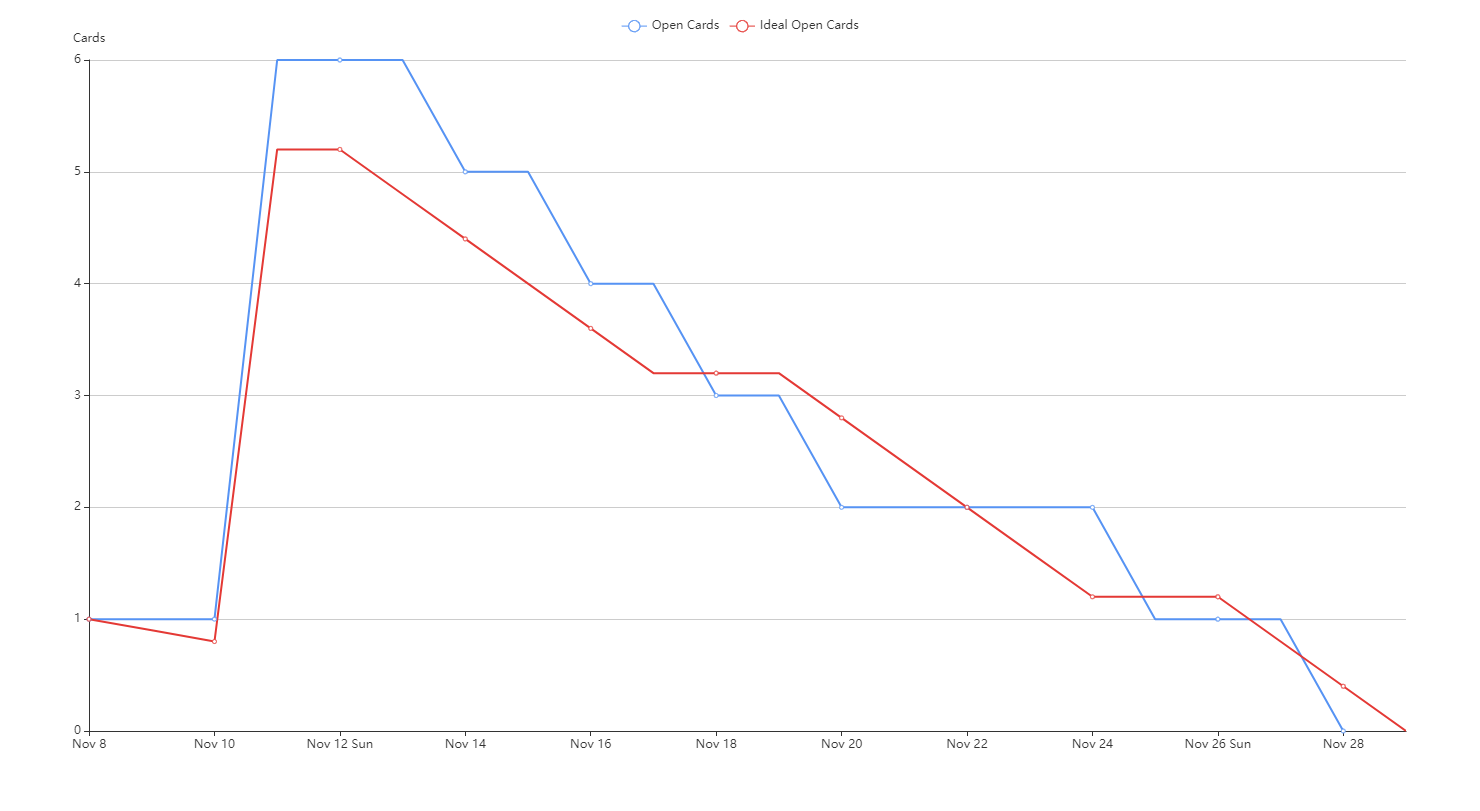 Open Cards
Ideal Open Cards
Cards
6
5
4
3
2
1
0
Nov 8
Nov 10
Nov 12 Sun
Nov 14
Nov 16
Nov 18
Nov 20
Nov 22
Nov 24
Nov 26 Sun
Nov 28